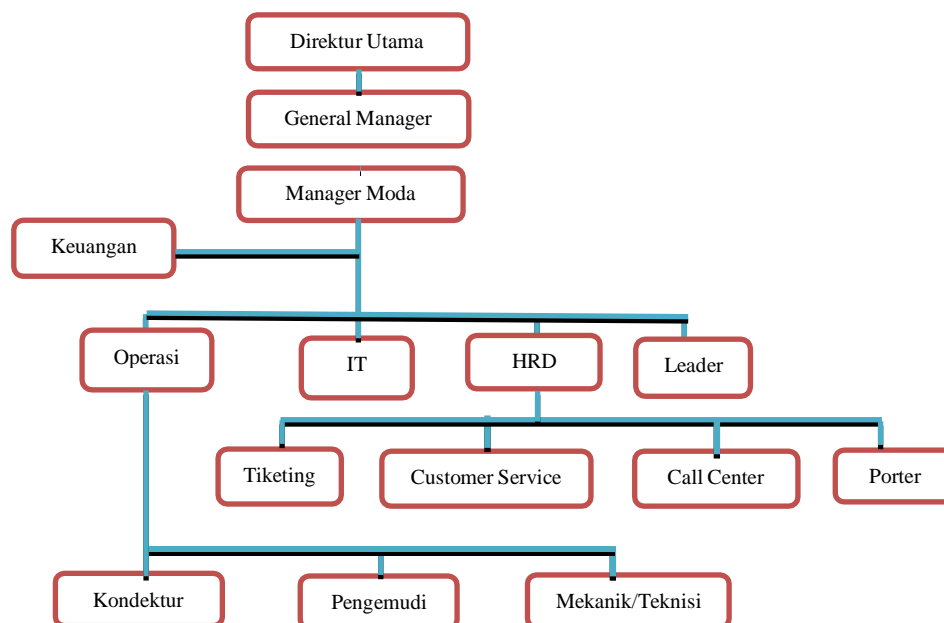 Direktur Utama
General Manager
Manager Moda
Keuangan
Operasi
IT
HRD
Leader
Tiketing
Customer Service
Call Center
Porter
Kondektur
Pengemudi
Mekanik/Teknisi